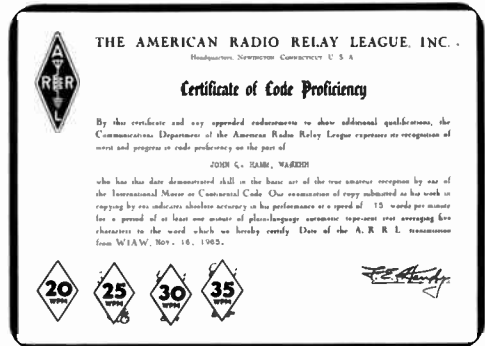 A
R R
L
THE AMERICAN RADIO RELAY LEAGUE, INC.
Headquarters, Newington Connecticut U S A
Certificate of Code Proficiency
By this certificate and any appended endorsements to show additional qualifications, the
Communications Department of the American Radio Relay League expresses its recognition of
merit and progress in code proficiency on the part of
JOHN
who has this date demonstrated skill in the basic art of the true amateur reception by ear of
the International Morse or Continental Code. Our examination of copy submitted as his work in
copying by ear indicates absolute accuracy in his performance at a speed of 15 words per minute
for a period of at least one minute of plain-language automatic tape-sent text averaging five
characters to the word which we hereby certify. Date of the A. R. R. L. transmission
from W1AW, Nov. 16, 1965.
20 WPM
25 WPM
30 WPM
35 WPM
F.E. Handy